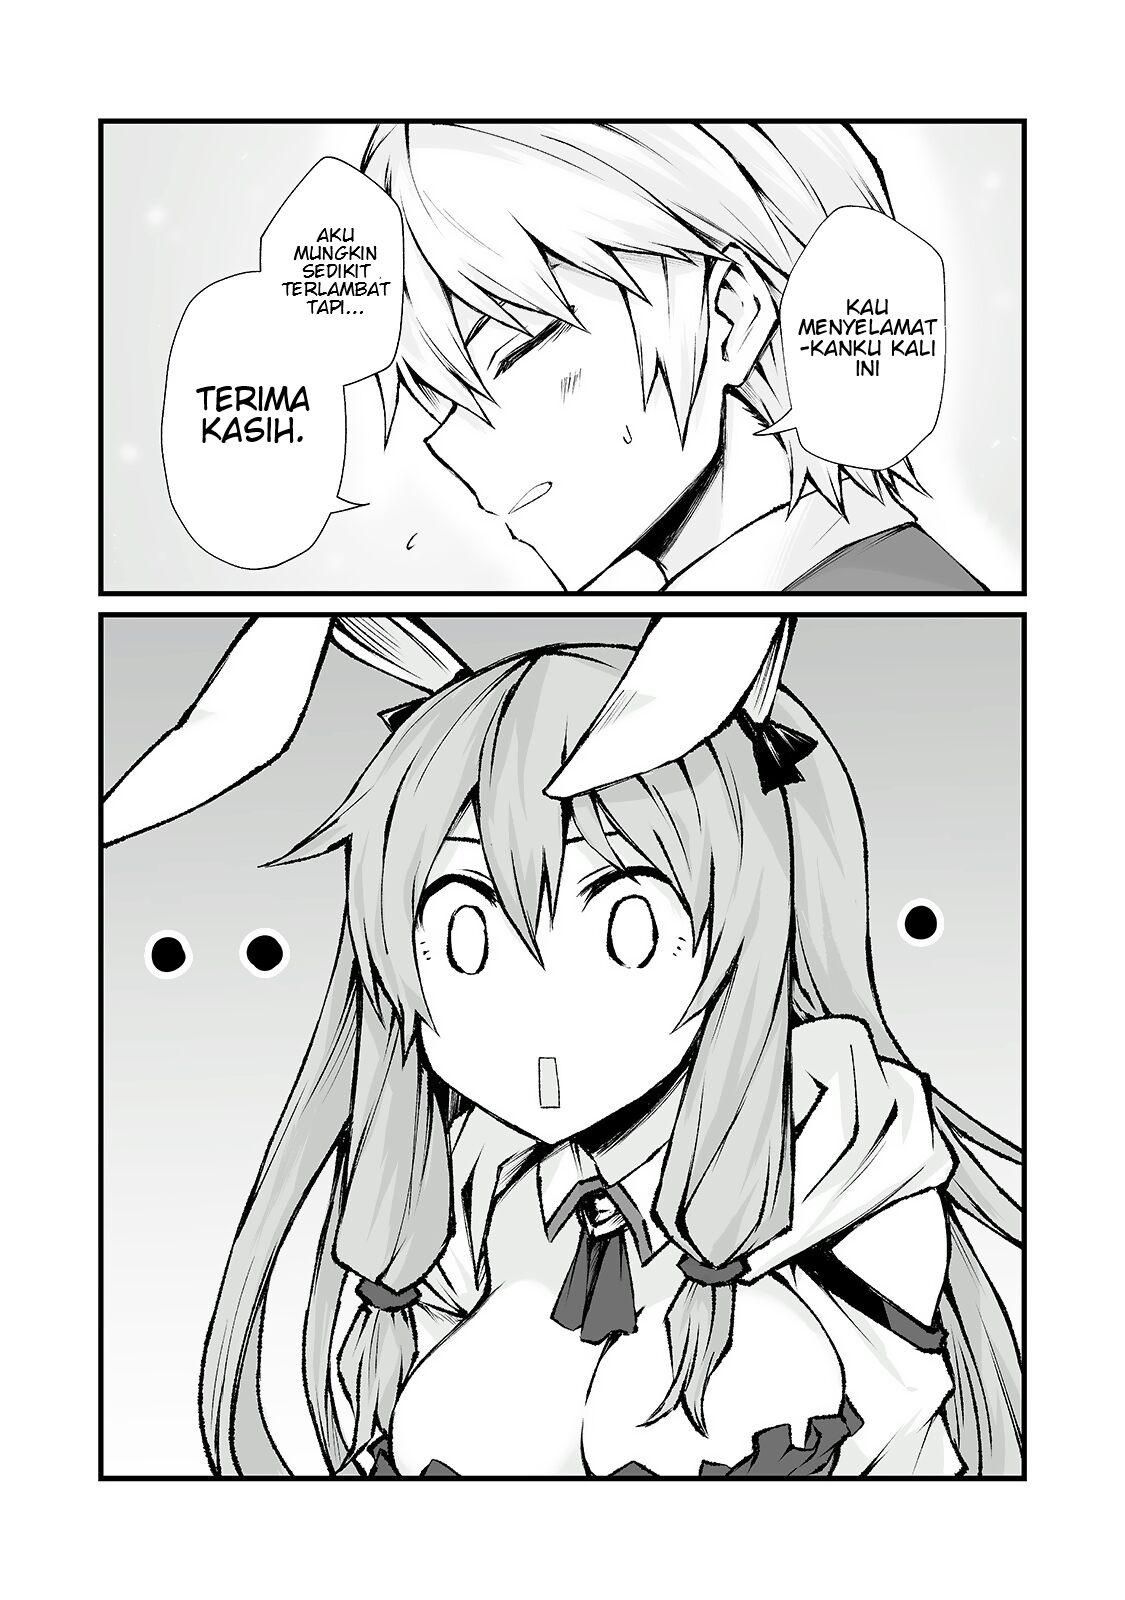 KAU
MENYELAMAT
-KANKU KALI
INI
AKU
MUNGKIN
SEDIKIT
TERLAMBAT
TAPI...
TERIMA
KASIH.